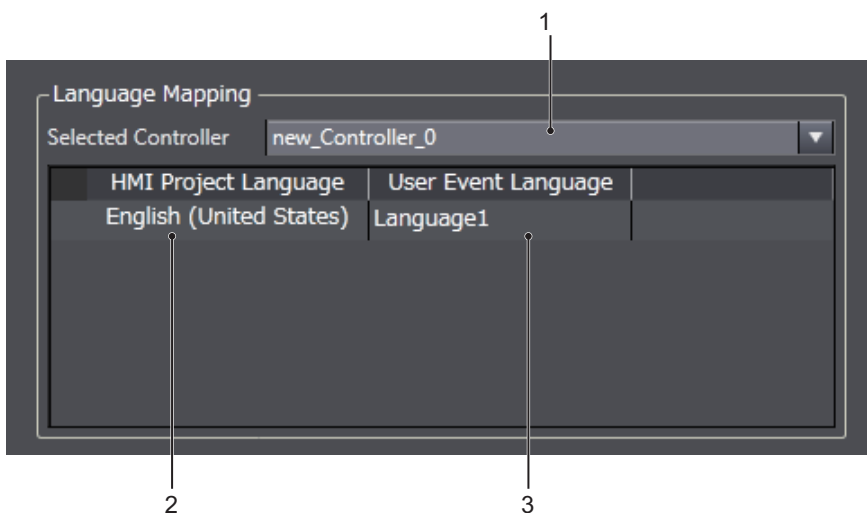 1
Language Mapping
Selected Controller new_Controller_0
HMI Project Language User Event Language
English (United States) Language1
2 3